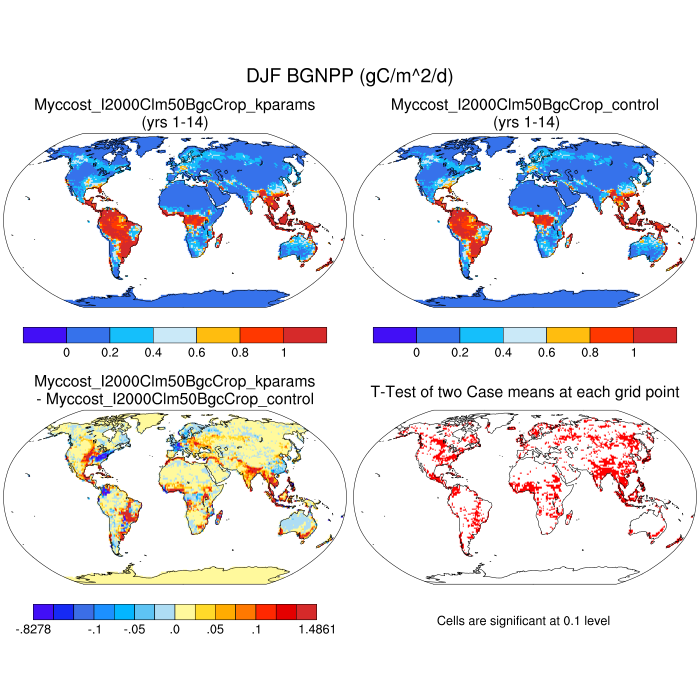 DJF BGNPP (gC/m^2/d)
Myccost_I2000Clm50BgcCrop_kparams
(yrs 1-14)
Myccost_I2000Clm50BgcCrop_control
(yrs 1-14)
0 0.2 0.4 0.6 0.8 1
0 0.2 0.4 0.6 0.8 1
Myccost_I2000Clm50BgcCrop_kparams
- Myccost_I2000Clm50BgcCrop_control
T-Test of two Case means at each grid point
-.8278 -.1 -.05 .0 .05 .1 1.4861
Cells are significant at 0.1 level